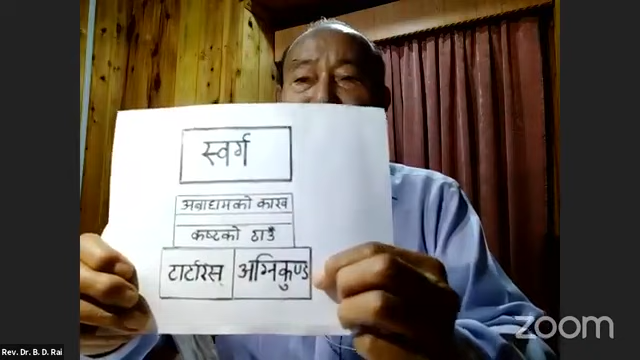 स्वर्ग
अब्राहामको काख
कष्टको ठाउँ
टार्टारस अग्निकुण्ड
Rev. Dr. B. D. Rai
zoom